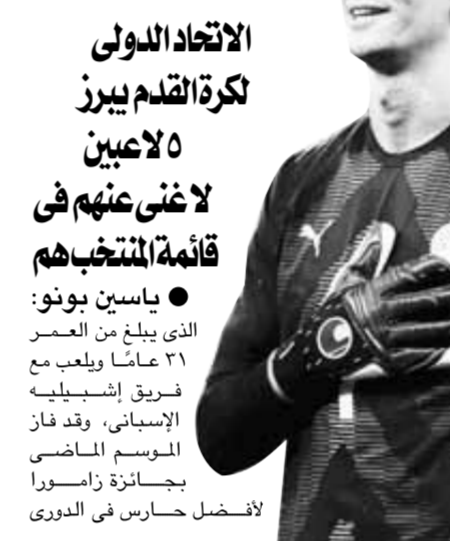 الاتحاد الدولى
لكرة القدم يبرز
٥ لاعبين
لا غنى عنهم فى
قائمة المنتخب هم
● ياسين بونو:
الذى يبلغ من العمر
٣١ عامًا ويلعب مع
فريق إشبيليه
الإسبانى، وقد فاز
الموسم الماضى
بجائزة زامورا
لأفضل حارس فى الدورى